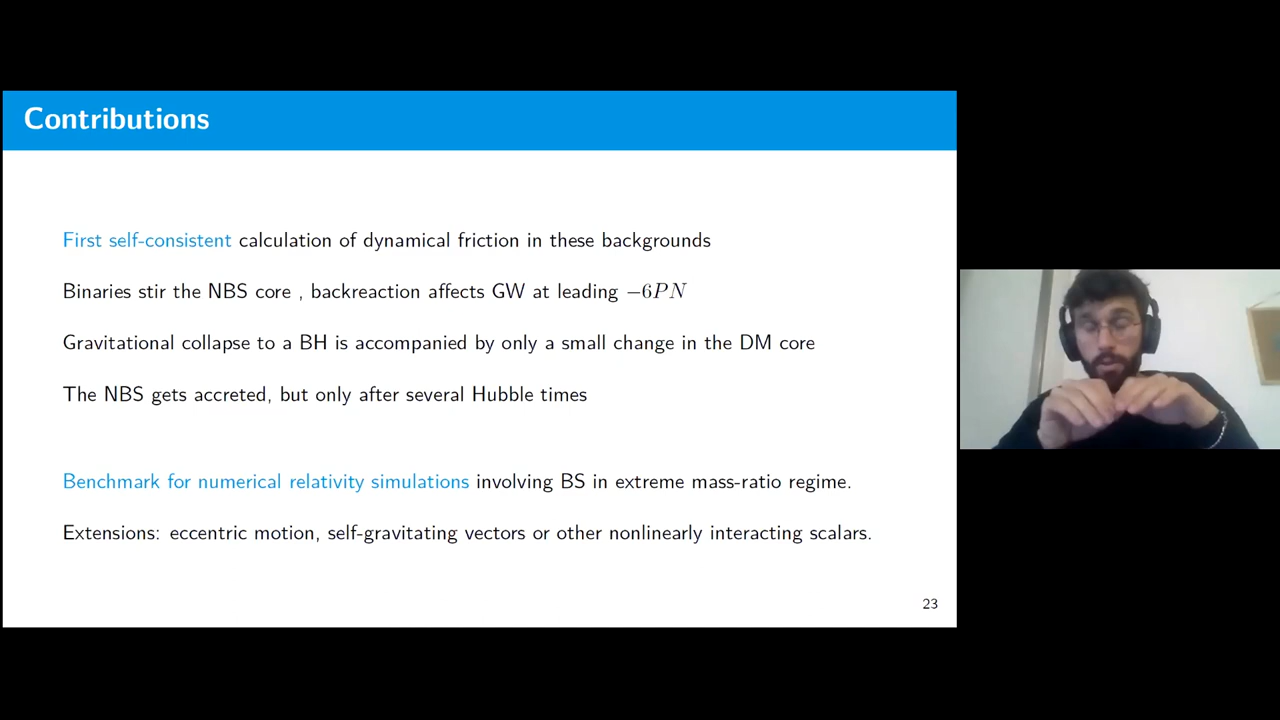 Contributions
First self-consistent calculation of dynamical friction in these backgrounds
Binaries stir the NBS core , backreaction affects GW at leading −6PN
Gravitational collapse to a BH is accompanied by only a small change in the DM core
The NBS gets accreted, but only after several Hubble times
Benchmark for numerical relativity simulations involving BS in extreme mass-ratio regime.
Extensions: eccentric motion, self-gravitating vectors or other nonlinearly interacting scalars.
23